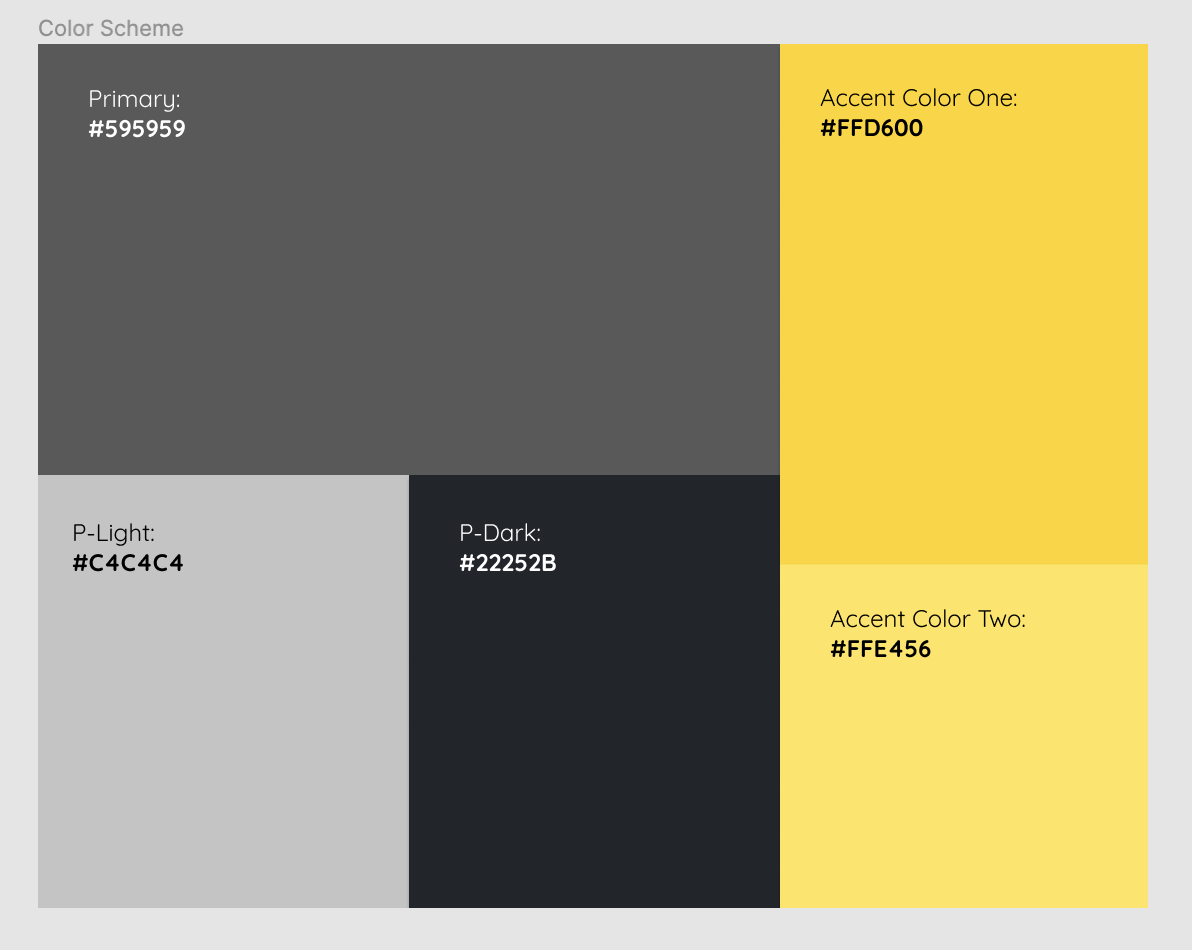 Color Scheme
Primary:
#595959
Accent Color One:
#FFD600
P-Light:
#C4C4C4
P-Dark:
#22252B
Accent Color Two:
#FFE456